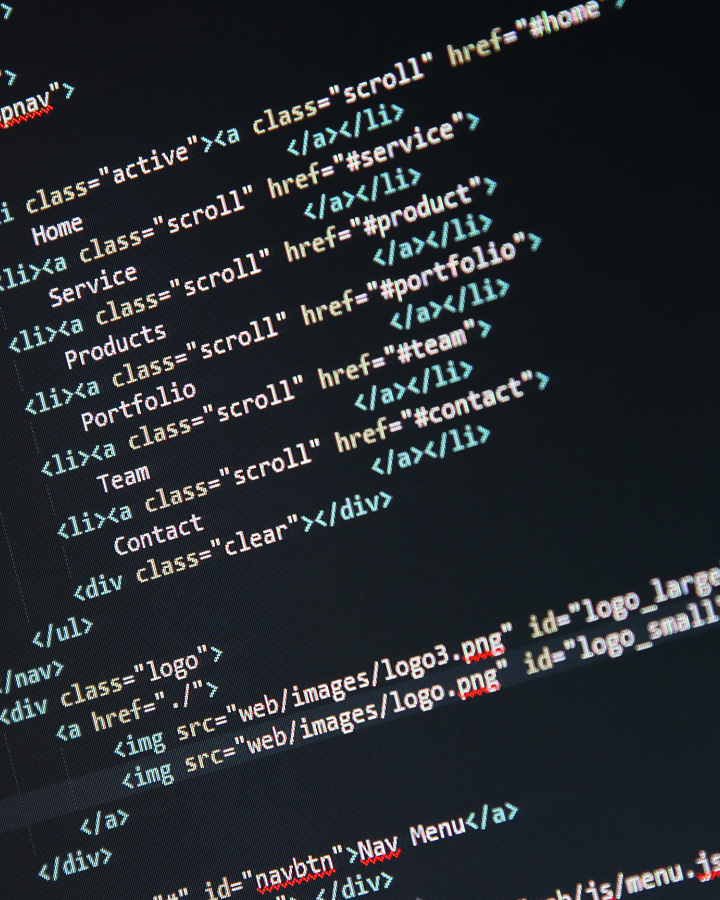 ">
pnav">
i class="active"><a class="scroll" href="#home">
Home </a></li>
<li><a class="scroll" href="#service">
Service </a></li>
<li><a class="scroll" href="#product">
Products </a></li>
<li><a class="scroll" href="#portfolio">
Portfolio </a></li>
<li><a class="scroll" href="#team">
Team </a></li>
<li><a class="scroll" href="#contact">
Contact </a></li>
<div class="clear"></div>
</ul>
</nav>
<div class="logo">
<a href="./">
<img src="web/images/logo3.png" id="logo_large
<img src="web/images/logo.png" id="logo_small"
</a>
</div>
"#" id="navbtn">Nav Menu</a>
</div>
/js/menu.js